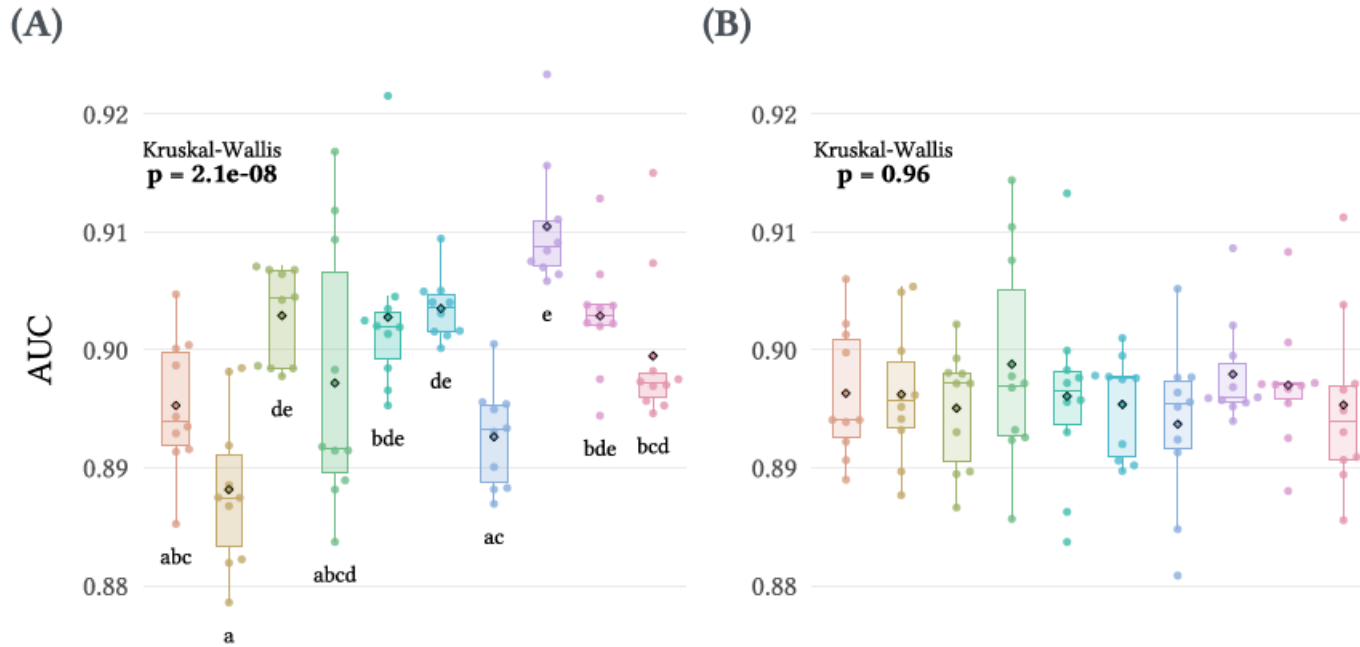 (A)
(B)
0.92
Kruskal-Wallis
p = 2.1e-08
0.91
0.90
0.89
0.88
AUC
abc
a
de
abcd
bde
de
ac
e
bde
bcd
0.92
Kruskal-Wallis
p = 0.96
0.91
0.90
0.89
0.88